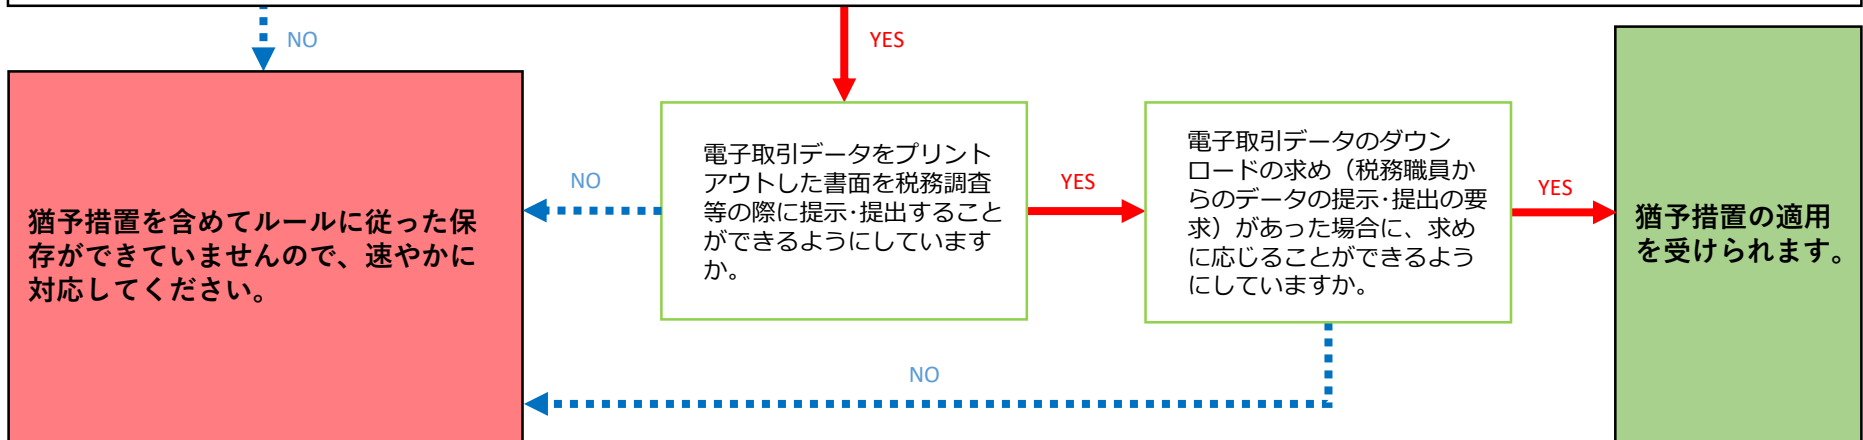 NO
YES
猶予措置を含めてルールに従った保
存ができていませんので、速やかに
対応してください。
NO
電子取引データをプリント
アウトした書面を税務調査
等の際に提示･提出すること
ができるようにしています
か。
YES
電子取引データのダウン
ロードの求め（税務職員か
らのデータの提示･提出の要
求）があった場合に、求め
に応じることができるよう
にしていますか。
YES
猶予措置の適用
を受けられます。
NO